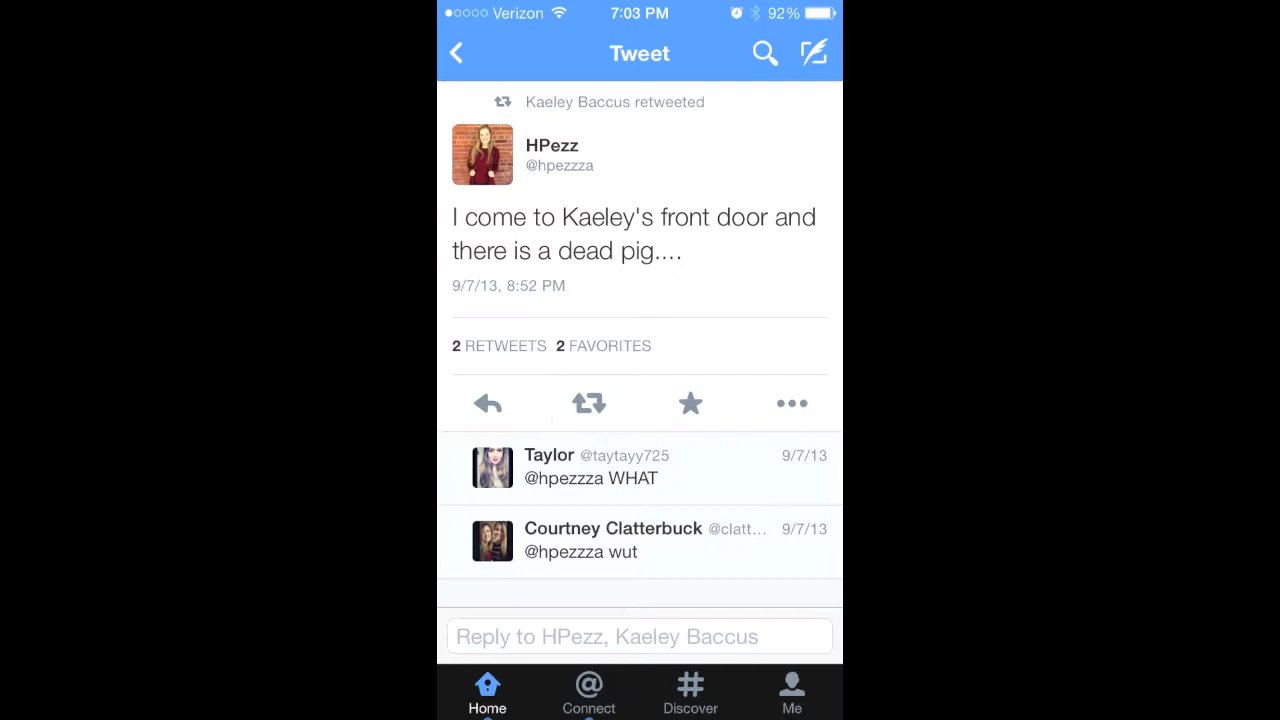 Verizon 7:03 PM 92%
Tweet
Kaeley Baccus retweeted
HPezz
@hpezzza
I come to Kaeley's front door and
there is a dead pig....
9/7/13, 8:52 PM
2 RETWEETS 2 FAVORITES
Taylor @taytayy725 9/7/13
@hpezzza WHAT
Courtney Clatterbuck @clatt... 9/7/13
@hpezzza wut
Reply to HPezz, Kaeley Baccus
Home Connect Discover Me